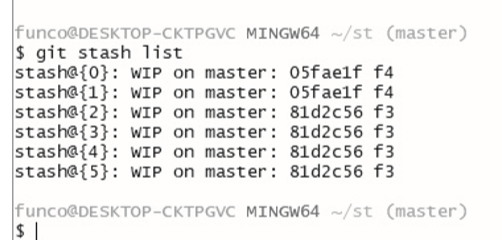 funco@DESKTOP-CKTPGVC MINGW64 ~/st (master)
$ git stash list
stash@{0}: WIP on master: 05fae1f f4
stash@{1}: WIP on master: 05fae1f f4
stash@{2}: WIP on master: 81d2c56 f3
stash@{3}: WIP on master: 81d2c56 f3
stash@{4}: WIP on master: 81d2c56 f3
stash@{5}: WIP on master: 81d2c56 f3
funco@DESKTOP-CKTPGVC MINGW64 ~/st (master)
$